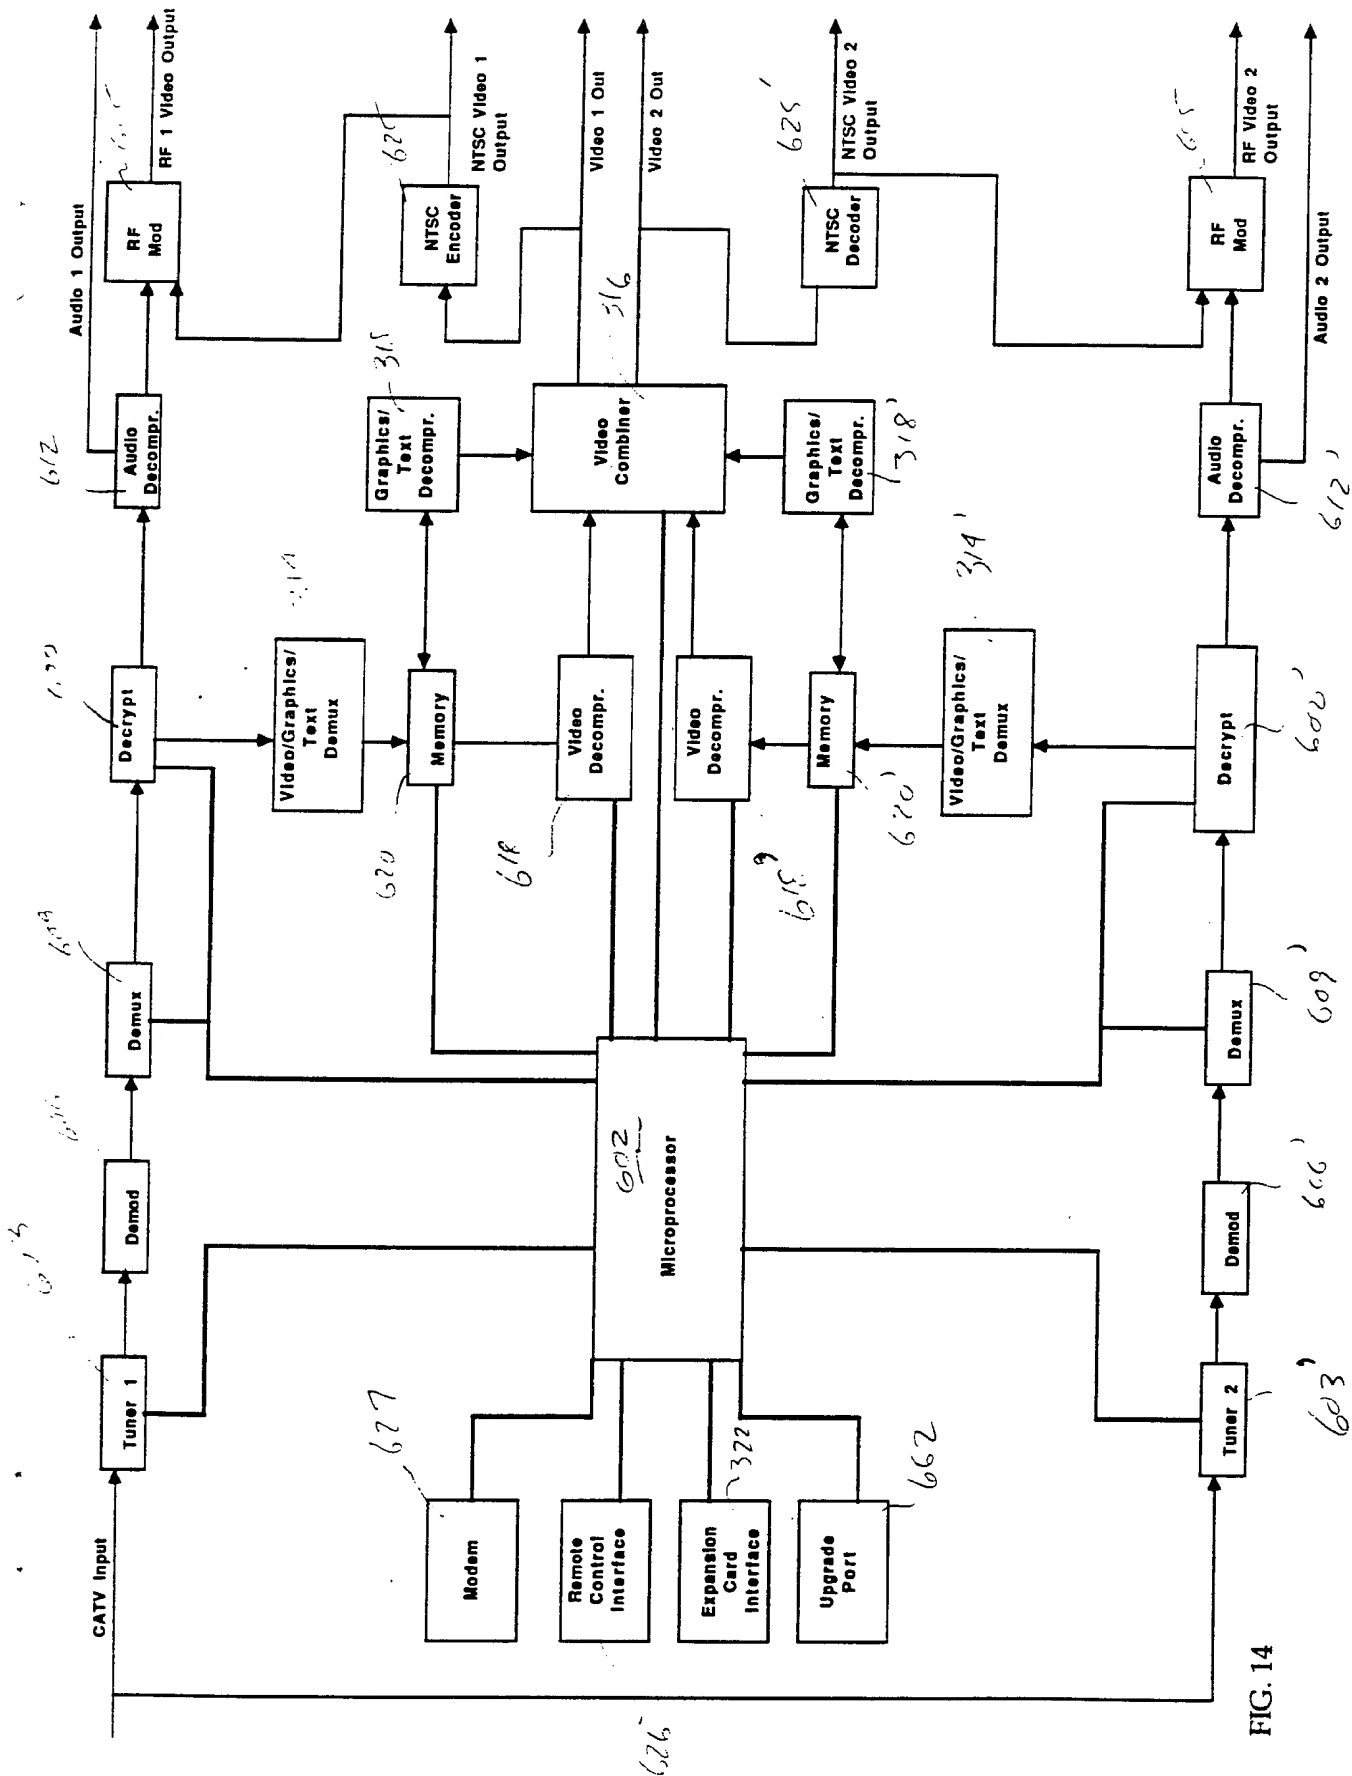 CATV Input
Tuner 1
Demod
Demux
Decrypt
Audio
Decompr.
612
Audio 1 Output
RF
Mod
RF 1 Video Output
Video/Graphics/
Text
Demux
Memory
620
Graphics/
Text
Decompr.
315
NTSC
Encoder
625
NTSC Video 1
Output
Modem
627
Remote
Control
Interface
626
Expansion
Card
Interface
322
Upgrade
Port
662
Microprocessor
602
Video
Decompr.
618
Video
Decompr.
618'
Video
Combiner
316
Video 1 Out
Video 2 Out
Memory
620'
Graphics/
Text
Decompr.
318'
NTSC
Decoder
625'
NTSC Video 2
Output
Video/Graphics/
Text
Demux
314'
Tuner 2
603'
Demod
606'
Demux
609'
Decrypt
602'
Audio
Decompr.
612'
RF
Mod
RF Video 2
Output
Audio 2 Output
FIG. 14